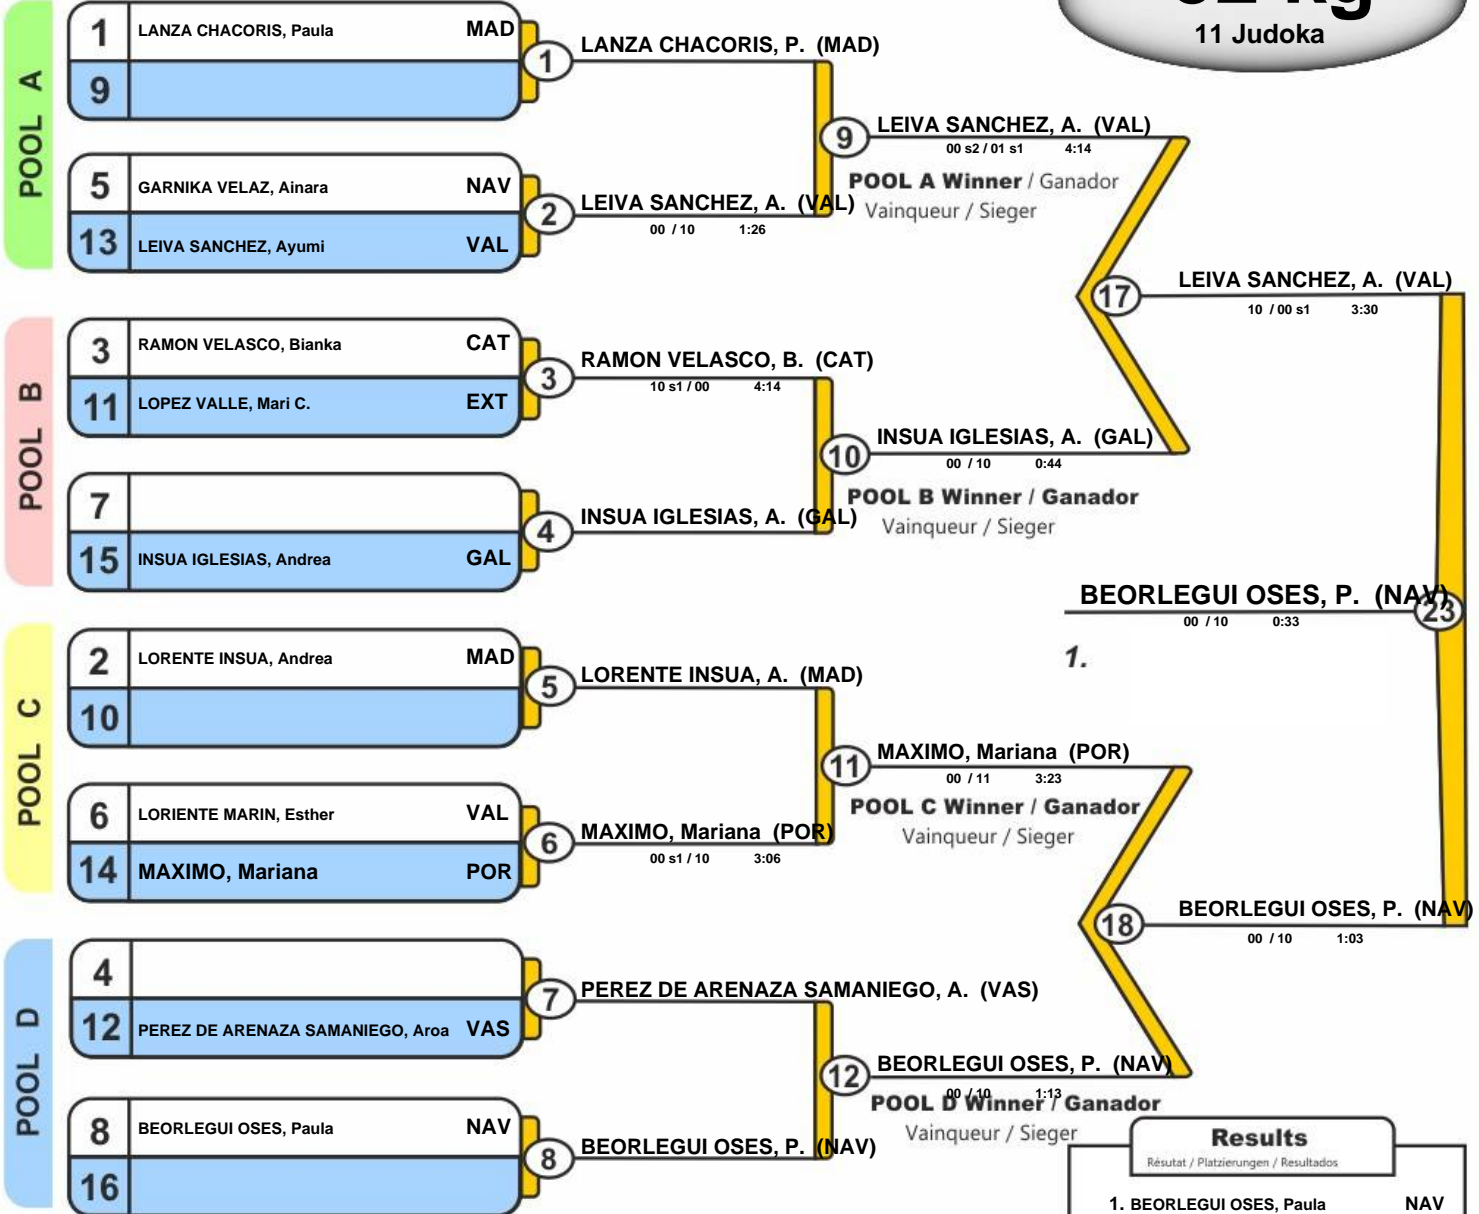 11 Judoka
POOL A
1 LANZA CHACORIS, Paula MAD
9
1 LANZA CHACORIS, P. (MAD)
5 GARNIKA VELAZ, Ainara NAV
13 LEIVA SANCHEZ, Ayumi VAL
2 LEIVA SANCHEZ, A. (VAL)
00 / 10 1:26
9 LEIVA SANCHEZ, A. (VAL)
00 s2 / 01 s1 4:14
POOL A Winner / Ganador
Vainqueur / Sieger
POOL B
3 RAMON VELASCO, Bianka CAT
11 LOPEZ VALLE, Mari C. EXT
3 RAMON VELASCO, B. (CAT)
10 s1 / 00 4:14
7
15 INSUA IGLESIAS, Andrea GAL
4 INSUA IGLESIAS, A. (GAL)
10 INSUA IGLESIAS, A. (GAL)
00 / 10 0:44
POOL B Winner / Ganador
Vainqueur / Sieger
17 LEIVA SANCHEZ, A. (VAL)
10 / 00 s1 3:30
BEORLEGUI OSES, P. (NAV) 23
00 / 10 0:33
1.
POOL C
2 LORENTE INSUA, Andrea MAD
10
5 LORENTE INSUA, A. (MAD)
6 LORIENTE MARIN, Esther VAL
14 MAXIMO, Mariana POR
6 MAXIMO, Mariana (POR)
00 s1 / 10 3:06
11 MAXIMO, Mariana (POR)
00 / 11 3:23
POOL C Winner / Ganador
Vainqueur / Sieger
POOL D
4
12 PEREZ DE ARENAZA SAMANIEGO, Aroa VAS
7 PEREZ DE ARENAZA SAMANIEGO, A. (VAS)
8 BEORLEGUI OSES, Paula NAV
16
8 BEORLEGUI OSES, P. (NAV)
12 BEORLEGUI OSES, P. (NAV)
00 / 10 1:13
POOL D Winner / Ganador
Vainqueur / Sieger
18 BEORLEGUI OSES, P. (NAV)
00 / 10 1:03
Results
Résutat / Platzierungen / Resultados
1. BEORLEGUI OSES, Paula NAV